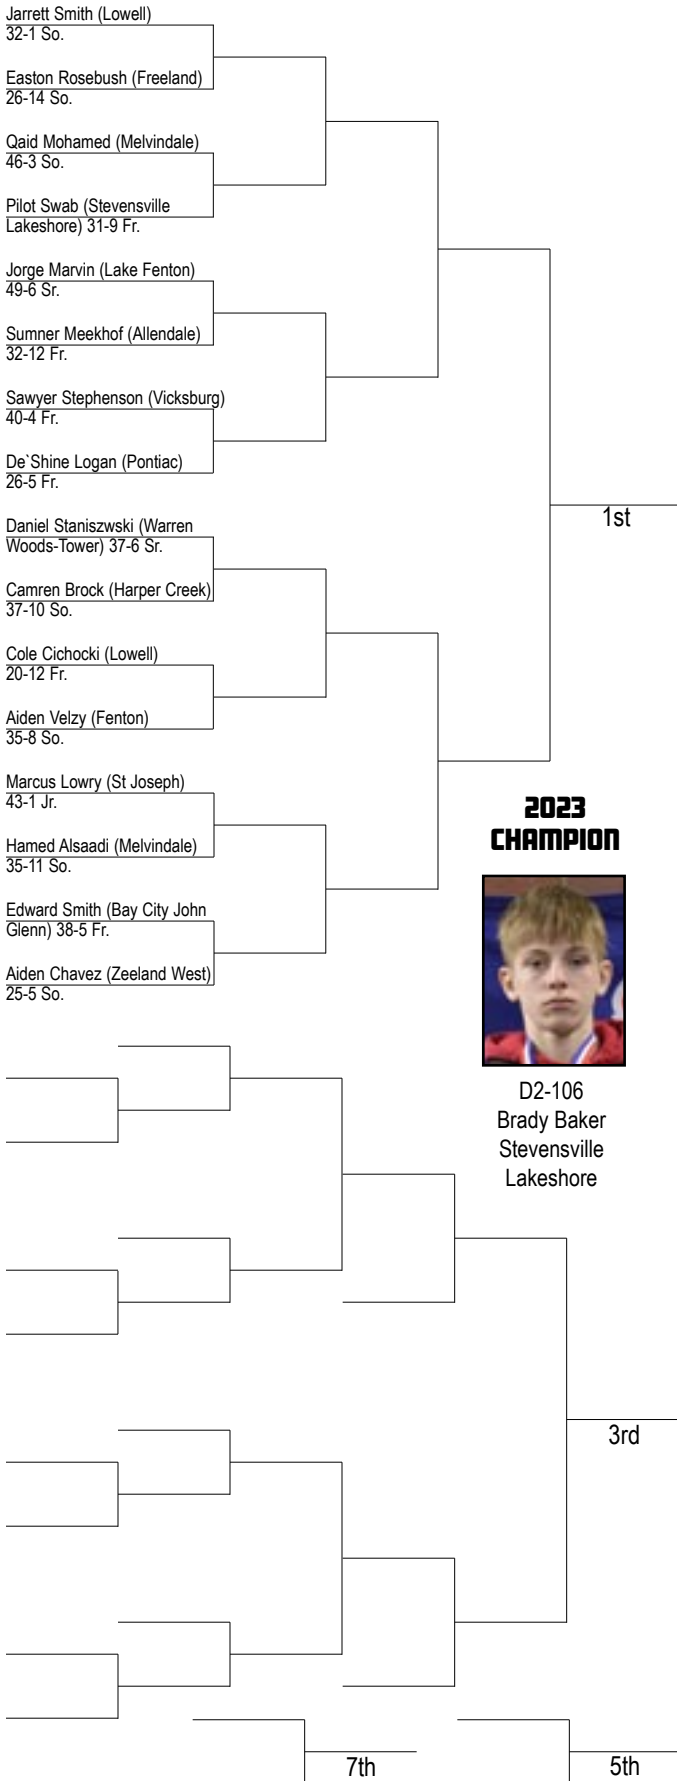 Jarrett Smith (Lowell)
32-1 So.
Easton Rosebush (Freeland)
26-14 So.
Qaid Mohamed (Melvindale)
46-3 So.
Pilot Swab (Stevensville
Lakeshore) 31-9 Fr.
Jorge Marvin (Lake Fenton)
49-6 Sr.
Sumner Meekhof (Allendale)
32-12 Fr.
Sawyer Stephenson (Vicksburg)
40-4 Fr.
De`Shine Logan (Pontiac)
26-5 Fr.
Daniel Staniszwski (Warren
Woods-Tower) 37-6 Sr.
Camren Brock (Harper Creek)
37-10 So.
Cole Cichocki (Lowell)
20-12 Fr.
Aiden Velzy (Fenton)
35-8 So.
Marcus Lowry (St Joseph)
43-1 Jr.
Hamed Alsaadi (Melvindale)
35-11 So.
Edward Smith (Bay City John
Glenn) 38-5 Fr.
Aiden Chavez (Zeeland West)
25-5 So.
1st
2023
CHAMPION
D2-106
Brady Baker
Stevensville
Lakeshore
3rd
7th
5th